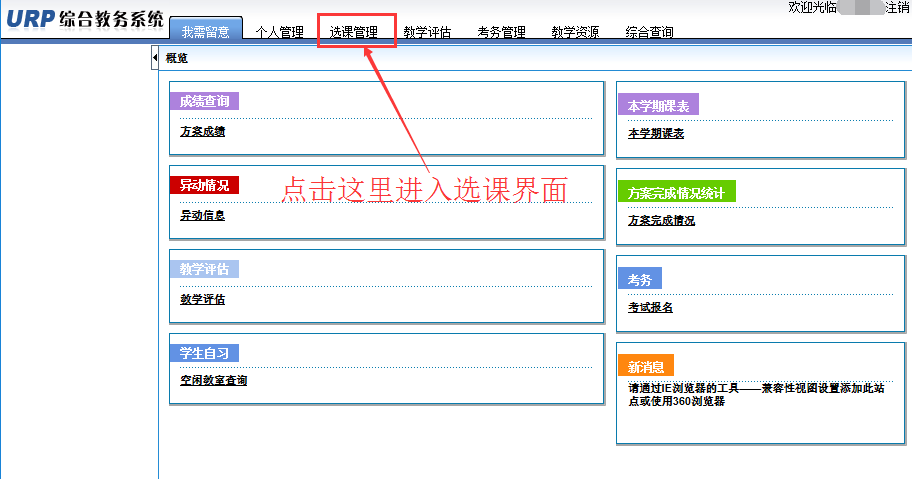 URP综合教务系统
欢迎光临 注销
我需留意 个人管理 选课管理 教学评估 考务管理 教学资源 综合查询
概览
成绩查询
方案成绩
异动情况
异动信息
教学评估
教学评估
学生自习
空闲教室查询
本学期课表
本学期课表
方案完成情况统计
方案完成情况
考务
考试报名
新消息
请通过IE浏览器的工具——兼容性视图设置添加此站
点或使用360浏览器
点击这里进入选课界面